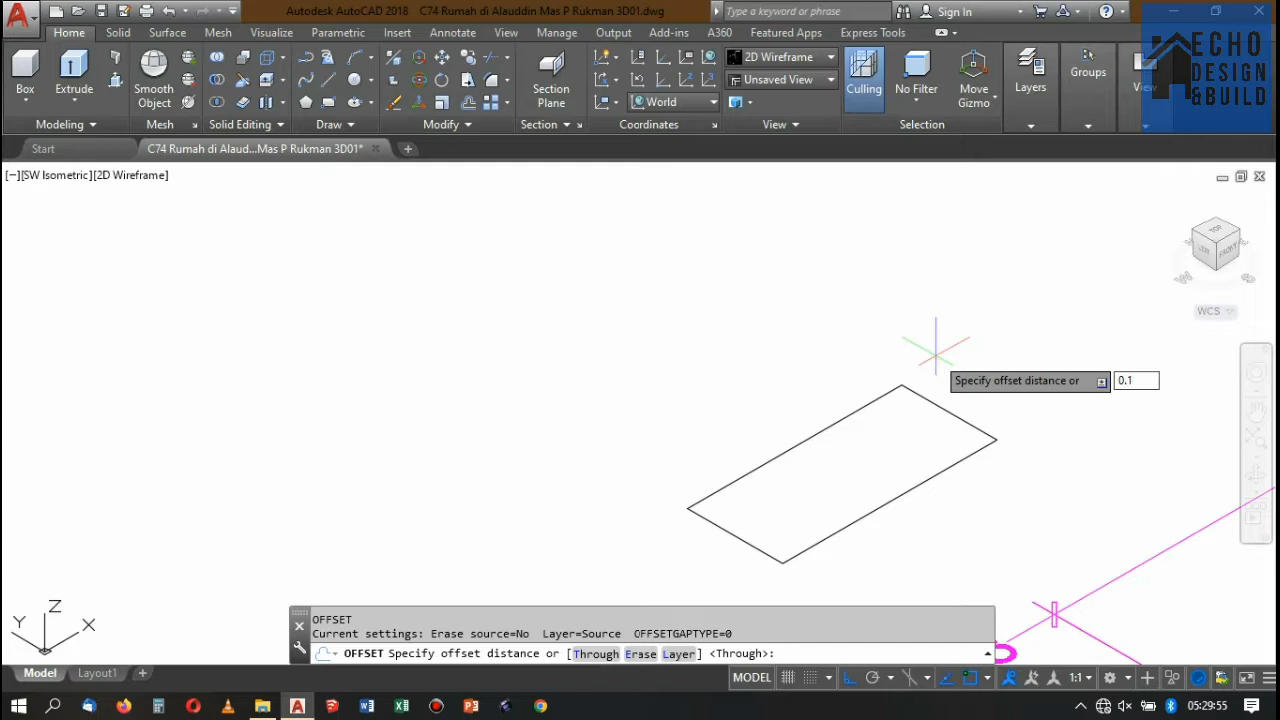 Autodesk AutoCAD 2018 C74 Rumah di Alauddin Mas P Rukman 3D01.dwg
Type a keyword or phrase
Sign In
Home Solid Surface Mesh Visualize Parametric Insert Annotate View Manage Output Add-ins A360 Featured Apps Express Tools
ECHO
DESIGN
&BUILD
Box
Extrude
Smooth
Object
Section
Plane
2D Wireframe
Unsaved View
World
Culling
No Filter
Move
Gizmo
Layers
Groups
View
Modeling
Mesh
Solid Editing
Draw
Modify
Section
Coordinates
View
Selection
Start
C74 Rumah di Alaud...Mas P Rukman 3D01*
[−][SW Isometric][2D Wireframe]
TOP
FRONT
WCS
Specify offset distance or
0.1
Z
Y
X
OFFSET
Current settings: Erase source=No Layer=Source OFFSETGAPTYPE=0
OFFSET Specify offset distance or [Through Erase Layer] <Through>:
Model
Layout1
MODEL
1:1
05:29:55